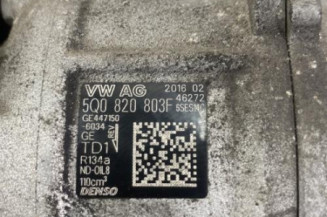 VW AG 2016 02
46272
5Q0 820 803F
GE447150
-6034
GE
TD1
R134a
ND-OIL8
110cm³
DENSO